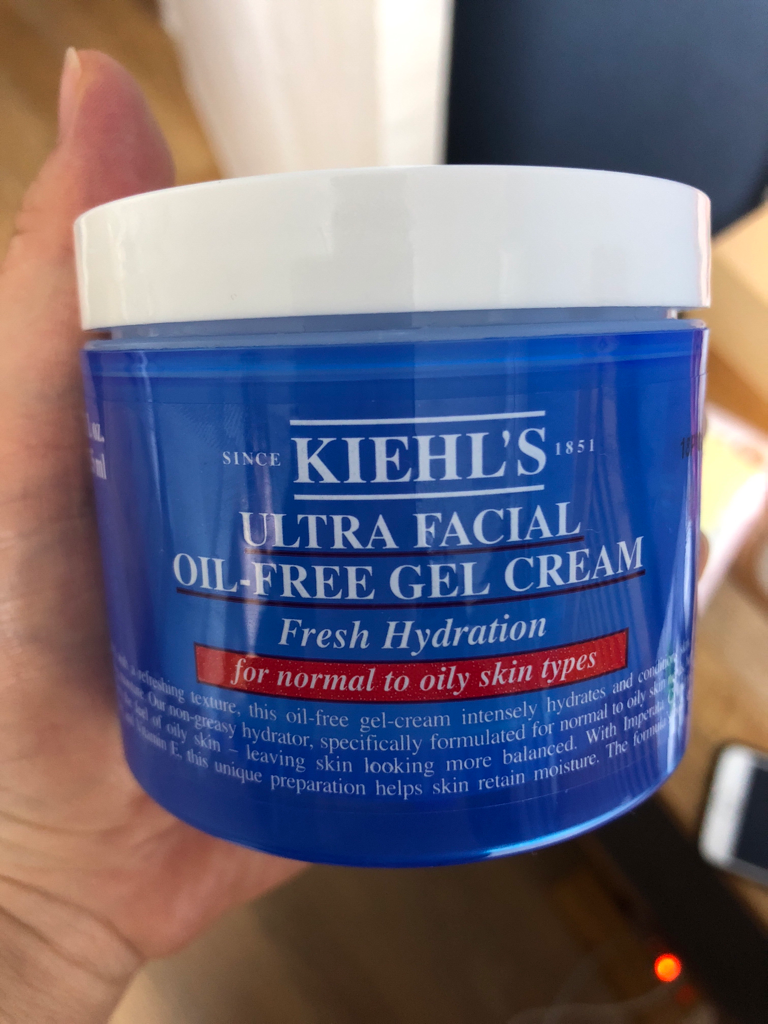 SINCE KIEHL'S 1851
ULTRA FACIAL
OIL-FREE GEL CREAM
Fresh Hydration
for normal to oily skin types
a refreshing texture, this oil-free gel-cream intensely hydrates and
Our non-greasy hydrator, specifically formulated for normal to oily
of oily skin – leaving skin looking more balanced. With
Vitamin E, this unique preparation helps skin retain moisture. The